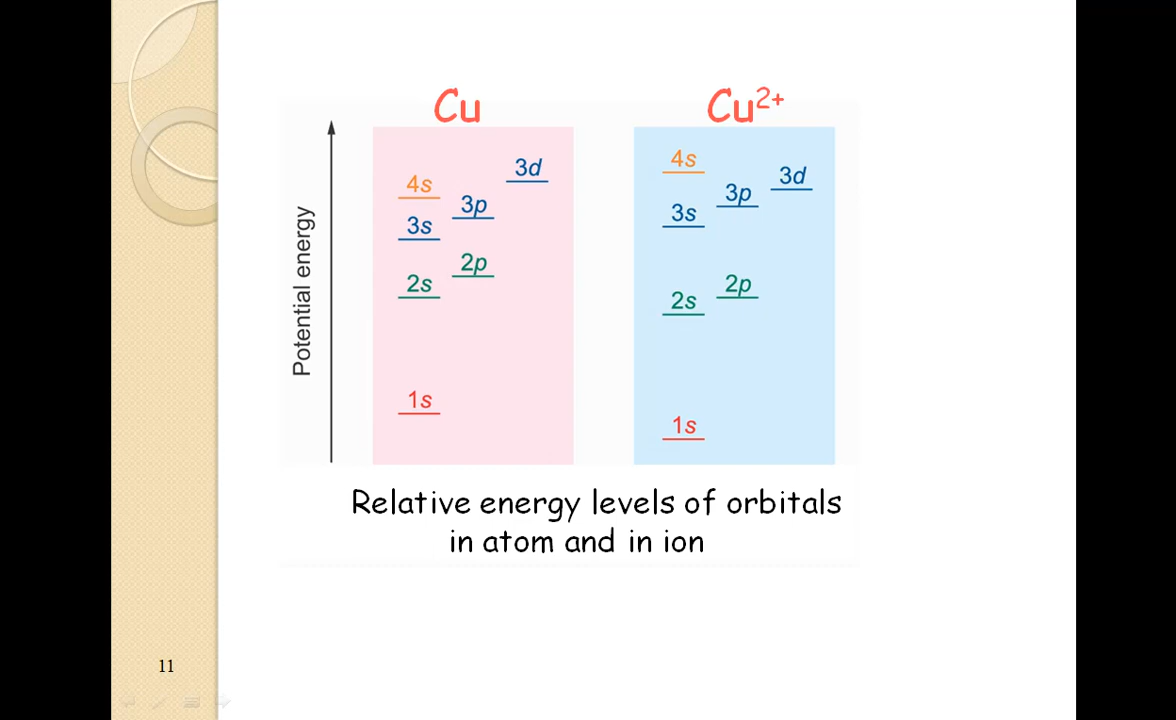 Cu
Cu²⁺
Potential energy
3d
4s
3p
3s
2p
2s
1s
4s
3d
3p
3s
2p
2s
1s
Relative energy levels of orbitals
in atom and in ion
11